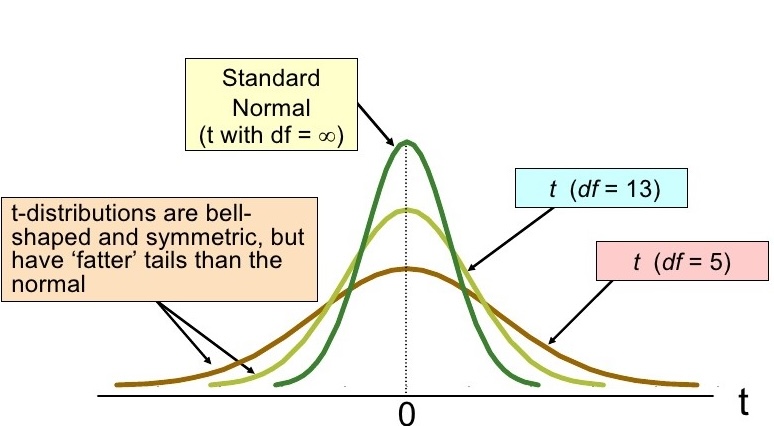 Standard
Normal
(t with df = ∞)
t (df = 13)
t-distributions are bell-
shaped and symmetric, but
have ‘fatter’ tails than the
normal
t (df = 5)
0
t